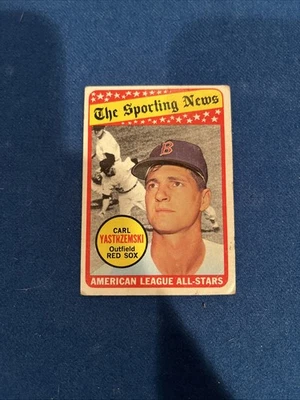 The Sporting News
B
CARL
YASTRZEMSKI
Outfield
RED SOX
AMERICAN LEAGUE ALL-STARS